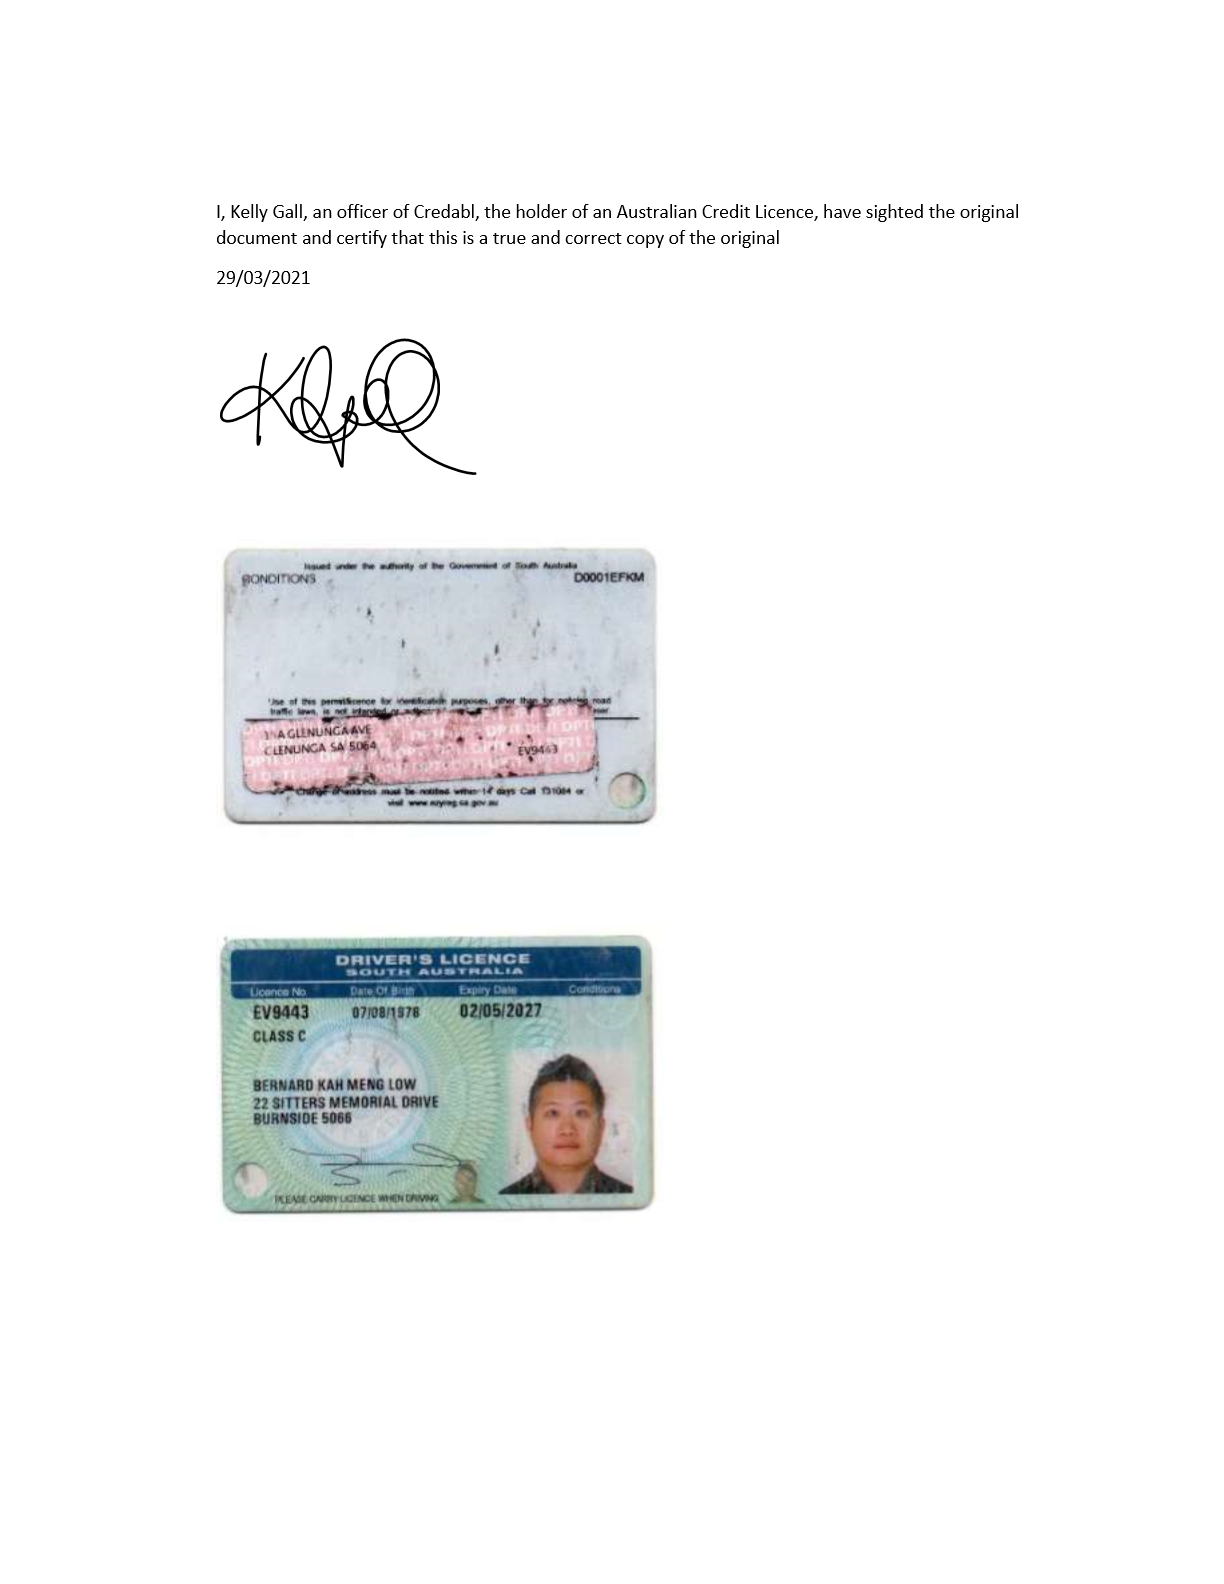 I, Kelly Gall, an officer of Credabl, the holder of an Australian Credit Licence, have sighted the original
document and certify that this is a true and correct copy of the original
29/03/2021
Issued under the authority of the Government of South Australia
CONDITIONS D0001EFKM
Use of this permit/licence for identification purposes, other than for policing road
traffic laws, is not intended or
GLENUNGA AVE
GLENUNGA SA 5064 EV9443
Change of address must be notified within 14 days Call 131084 or
visit www.ezyreg.sa.gov.au
DRIVER'S LICENCE
SOUTH AUSTRALIA
Licence No Date Of Birth Expiry Date Conditions
EV9443 07/08/1978 02/05/2027
CLASS C
BERNARD KAH MENG LOW
22 SITTERS MEMORIAL DRIVE
BURNSIDE 5066
PLEASE CARRY LICENCE WHEN DRIVING